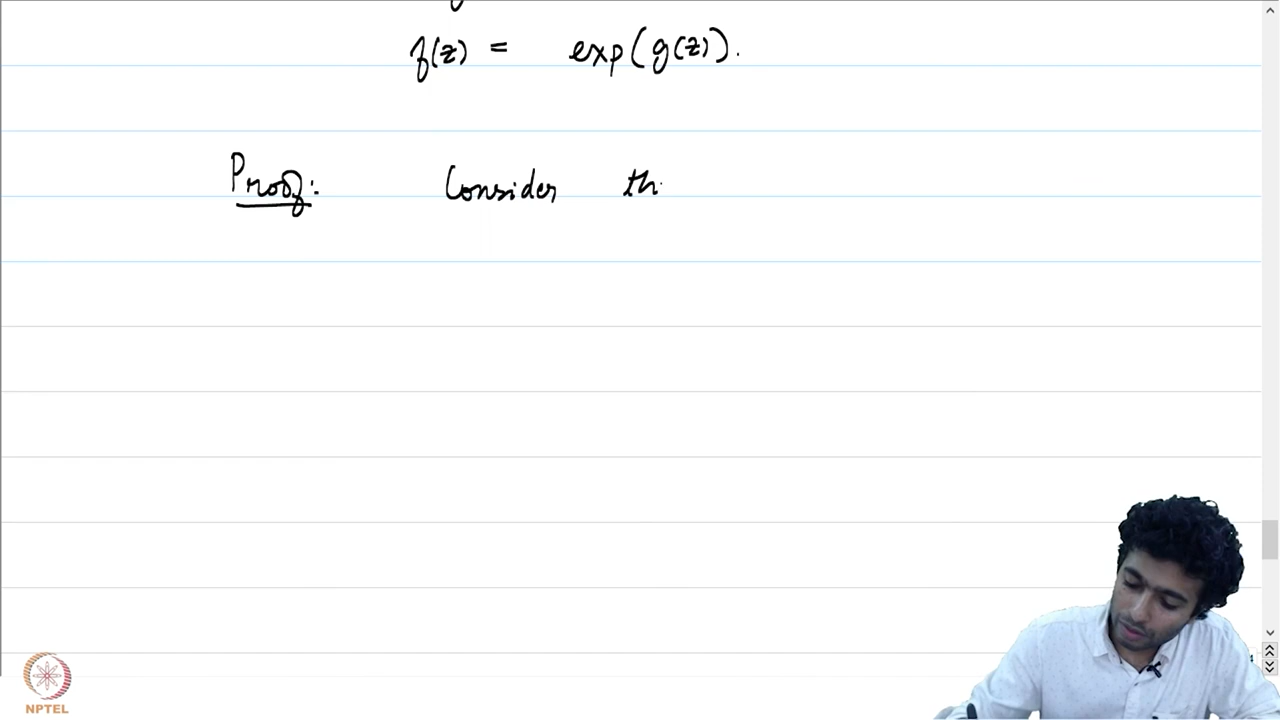 f(z) = exp(g(z)).
Proof: Consider th
NPTEL